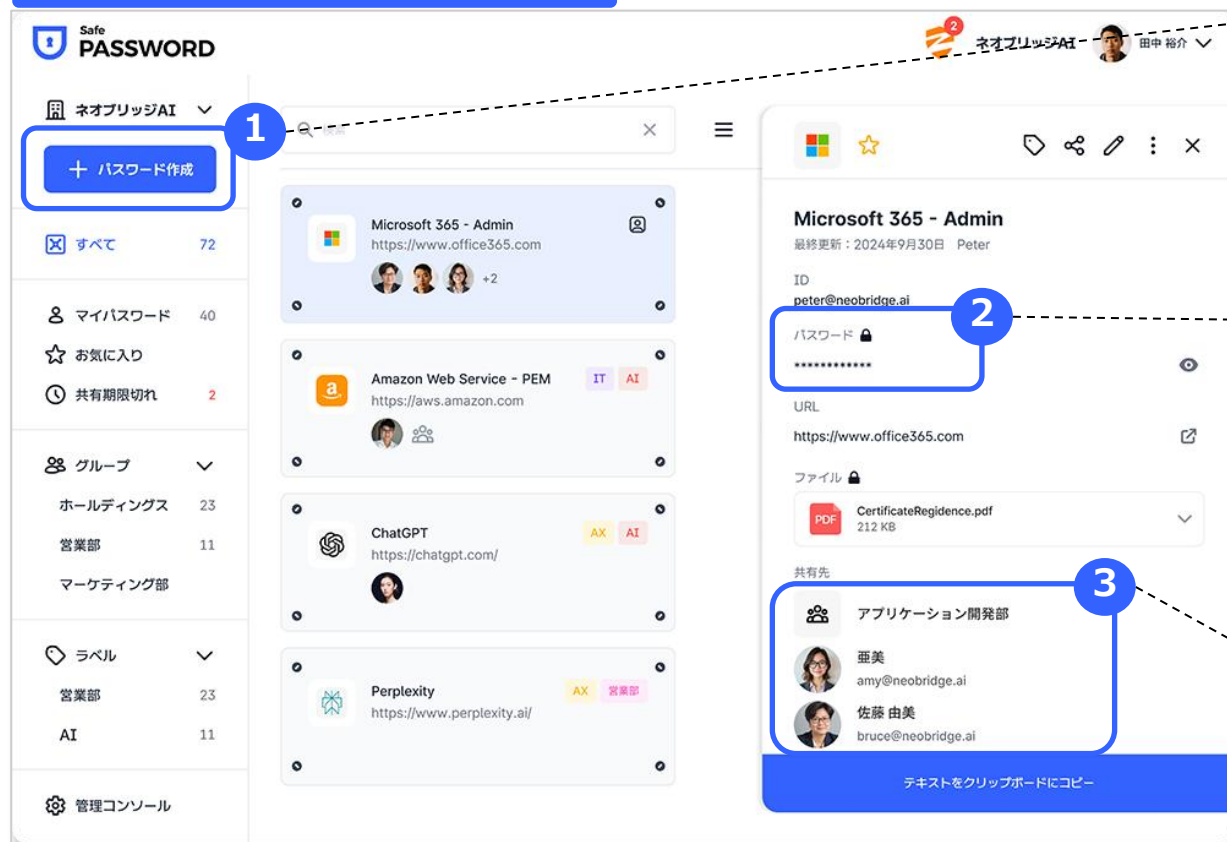 Safe
PASSWORD
2
ネオブリッジAI
田中 裕介
ネオブリッジAI
1
検索
+ パスワード作成
すべて 72
マイパスワード 40
お気に入り
共有期限切れ 2
グループ
ホールディングス 23
営業部 11
マーケティング部
ラベル
営業部 23
AI 11
管理コンソール
Microsoft 365 - Admin
https://www.office365.com
+2
Amazon Web Service - PEM IT AI
https://aws.amazon.com
ChatGPT AX AI
https://chatgpt.com/
Perplexity AX 営業部
https://www.perplexity.ai/
Microsoft 365 - Admin
最終更新：2024年9月30日 Peter
ID
peter@neobridge.ai
2
パスワード
************
URL
https://www.office365.com
ファイル
PDF
CertificateRegidence.pdf
212 KB
共有先
3
アプリケーション開発部
亜美
amy@neobridge.ai
佐藤 由美
bruce@neobridge.ai
テキストをクリップボードにコピー